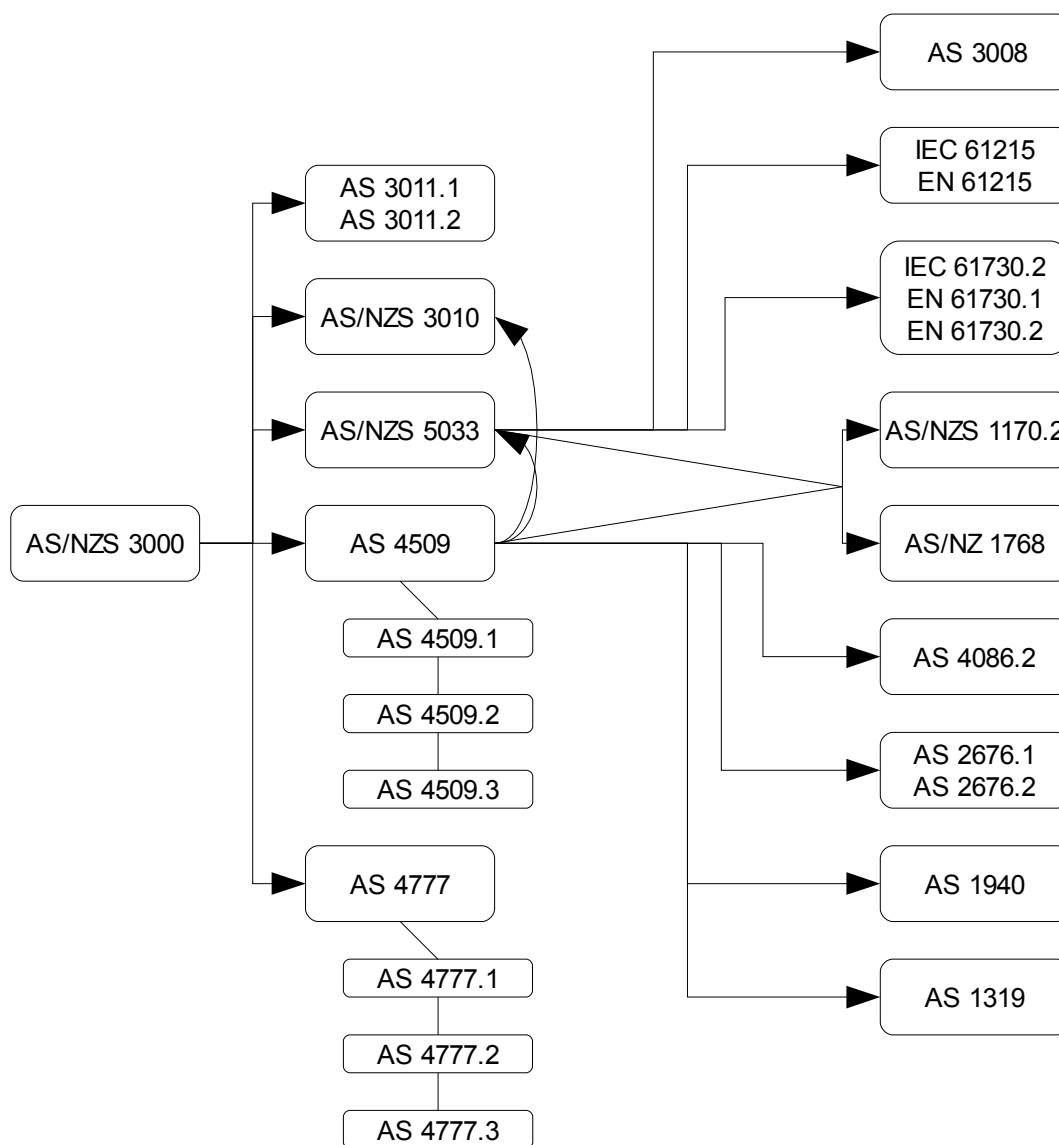 AS 3008
IEC 61215
EN 61215
AS 3011.1
AS 3011.2
IEC 61730.2
EN 61730.1
EN 61730.2
AS/NZS 3010
AS/NZS 5033
AS/NZS 1170.2
AS/NZS 3000
AS 4509
AS/NZ 1768
AS 4509.1
AS 4086.2
AS 4509.2
AS 4509.3
AS 2676.1
AS 2676.2
AS 4777
AS 1940
AS 4777.1
AS 1319
AS 4777.2
AS 4777.3